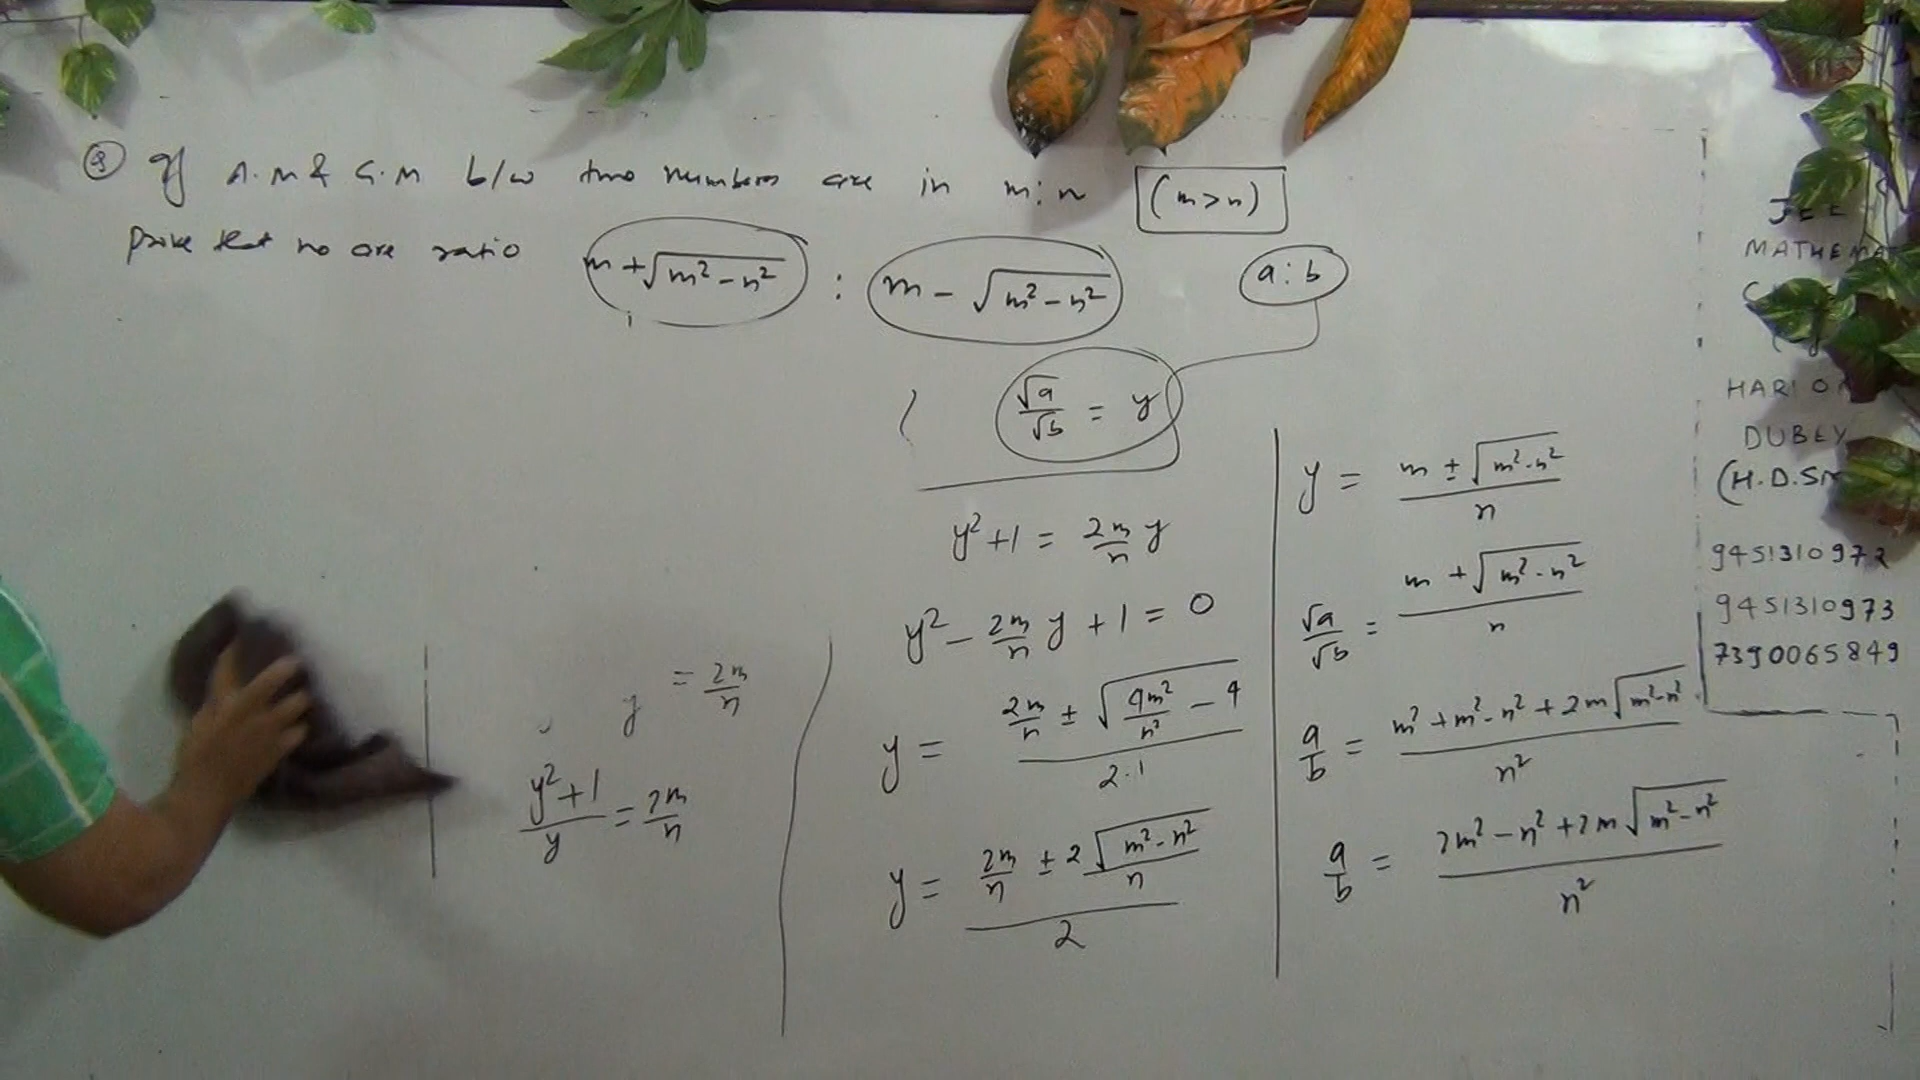 Q If A.M & G.M b/w two numbers are in m:n (m>n)
prove that no are ratio m+√(m²-n²) : m-√(m²-n²) a:b
√a/√b = y
y = 2m/n
(y²+1)/y = 2m/n
y²+1 = 2m/n y
y² - 2m/n y + 1 = 0
y = (2m/n ± √(4m²/n² - 4))/2·1
y = (2m/n ± 2√(m²-n²)/n)/2
y = (m ± √(m²-n²))/n
√a/√b = (m + √(m²-n²))/n
a/b = (m²+m²-n²+2m√(m²-n²))/n²
a/b = (2m²-n²+2m√(m²-n²))/n²
JEE
MATHEMA
HARI O
DUBEY
(H.D.S
9451310972
9451310973
7390065849